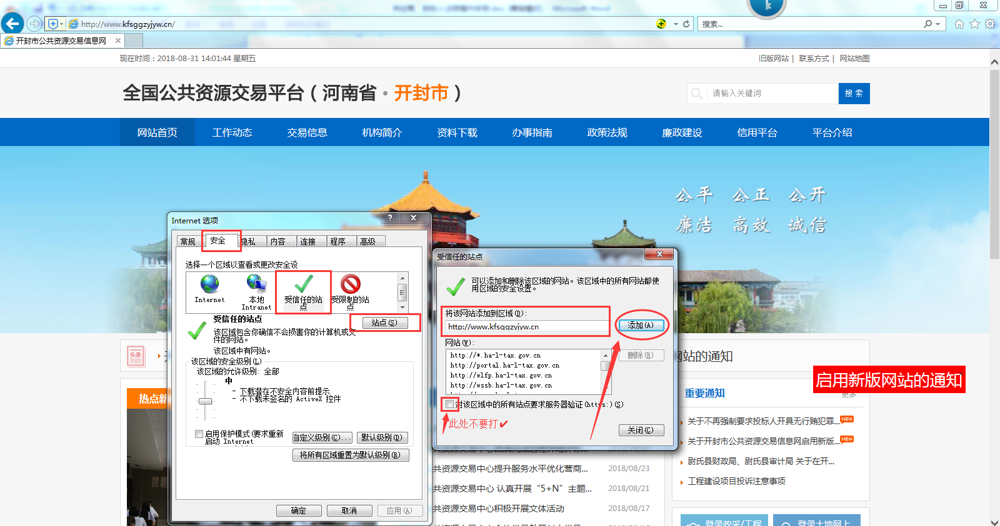 http://www.kfsggzyjyw.cn/
搜索...
开封市公共资源交易信息网
现在时间：2018-08-31 14:01:44 星期五
旧版网站 | 联系方式 | 网站地图
全国公共资源交易平台（河南省·开封市）
请输入关键词
搜 索
网站首页 工作动态 交易信息 机构简介 资料下载 办事指南 政策法规 廉政建设 信用平台 平台介绍
公平 公正 公开
廉洁 高效 诚信
Internet 选项
常规 安全 隐私 内容 连接 程序 高级
选择一个区域以查看或更改安全设
Internet
本地
Intranet
受信任的站
点
受限制的站
点
受信任的站点
站点(S)
该区域包含你确信不会损害你的计算机或文
件的网站。
该区域中有网站。
该区域的安全级别(L)
该区域的允许级别: 全部
中
- 下载潜在不安全内容前提示
- 不下载未签名的 ActiveX 控件
启用保护模式(要求重新
启动 Internet
自定义级别(C)... 默认级别(D)
将所有区域重置为默认级别(R)
确定 取消 应用(A)
受信任的站点
可以添加和删除该区域的网站。该区域中的所有网站都使
用区域的安全设置。
将该网站添加到区域(D):
http://www.kfsggzyjyw.cn
添加(A)
网站(W):
http://*.ha-l-tax.gov.cn
http://portal.ha-l-tax.gov.cn
http://wlfp.ha-l-tax.gov.cn
http://wssb.ha-l-tax.gov.cn
删除(R)
对该区域中的所有站点要求服务器验证(https:)(S)
此处不要打✔
关闭(C)
头条
网站的通知
启用新版网站的通知
热点新
重要通知
更多
关于不再强制要求投标人开具无行贿犯罪... NEW
关于开封市公共资源交易信息网启用新版... NEW
尉氏县财政局、尉氏县审计局 关于在开...
工程建设项目投诉注意事项
共资源交易中心提升服务水平优化营商... 2018/08/23
共资源交易中心 认真开展“5+N”主题... 2018/08/21
共资源交易中心积极开展文体活动 2018/08/17
登录政采/工程
登录土地网上